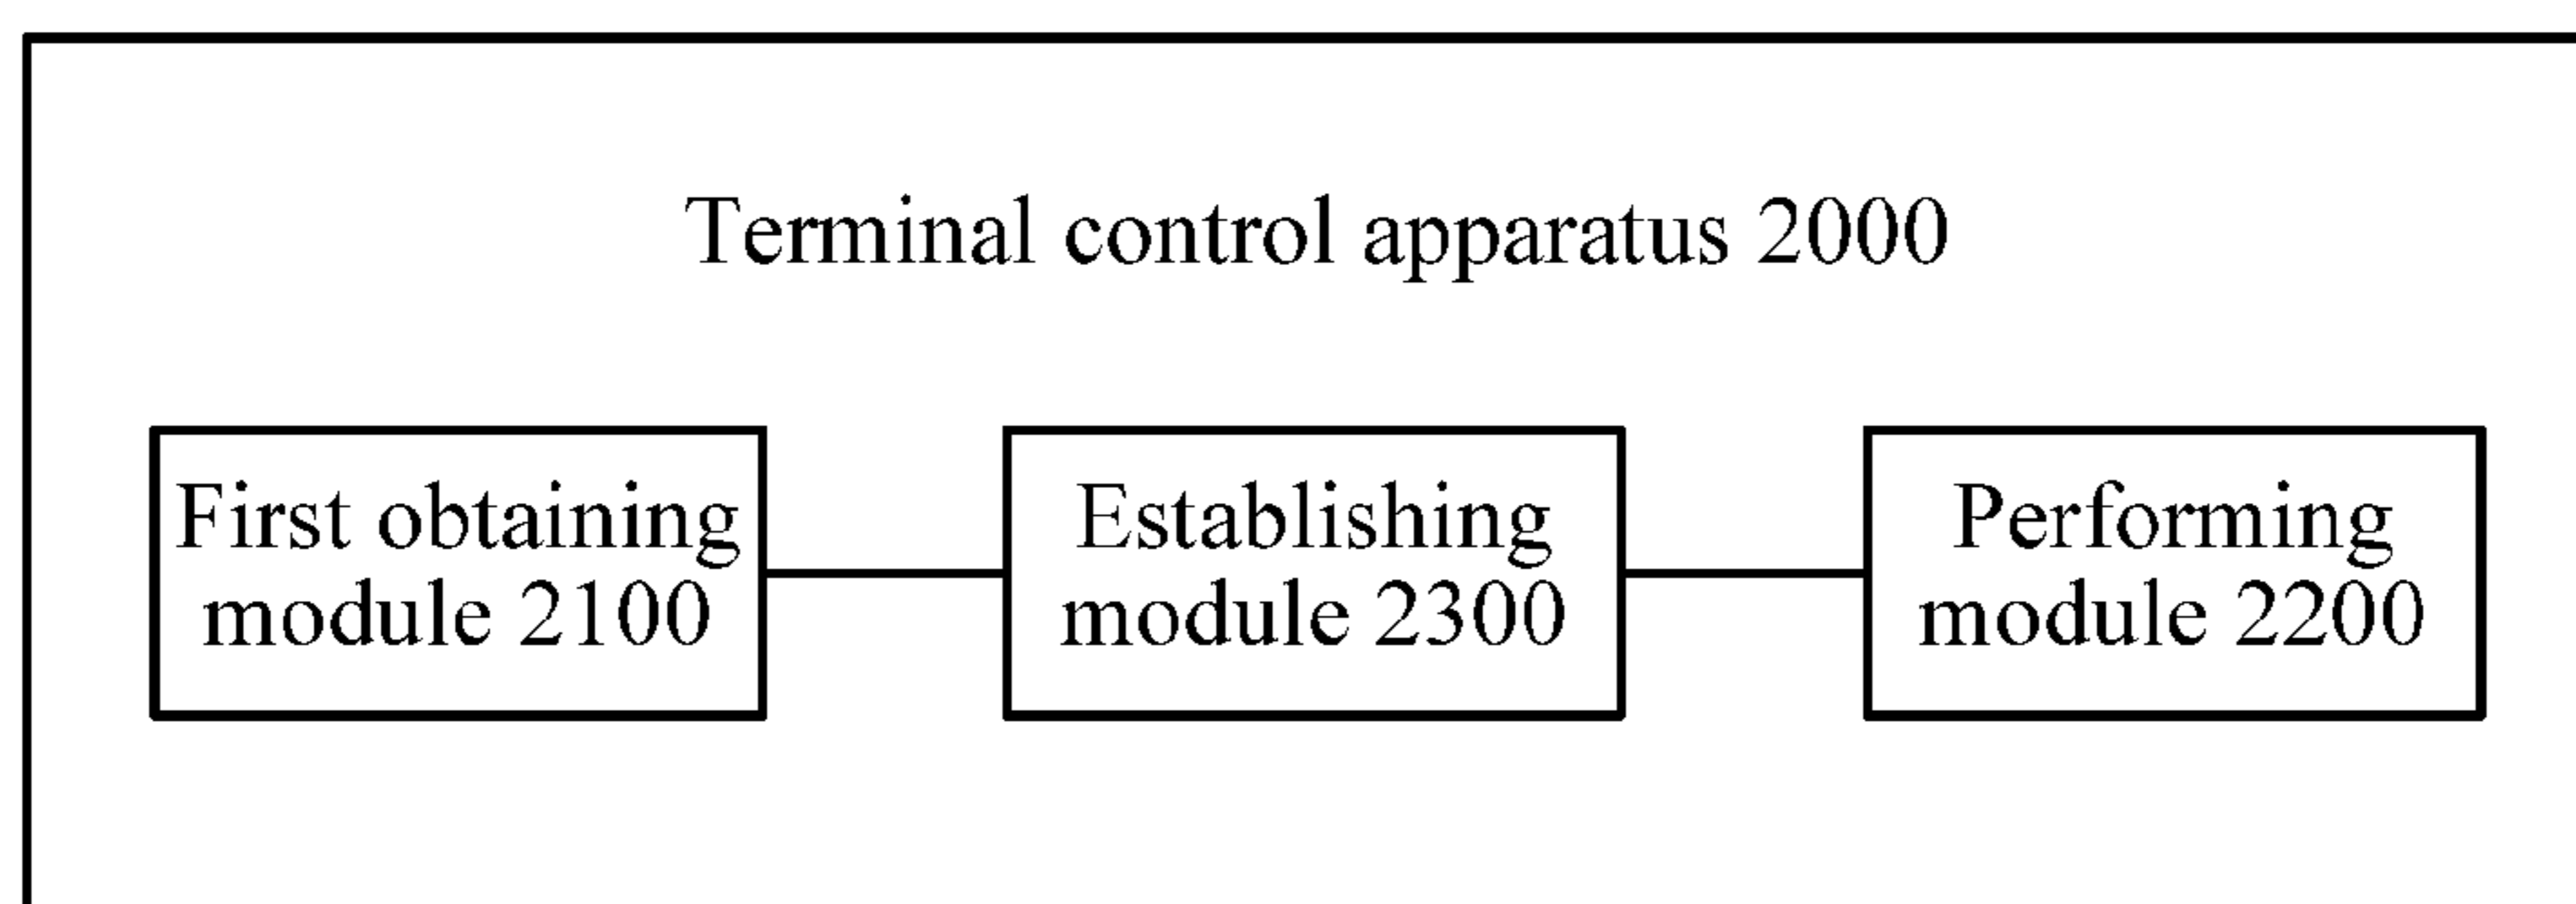 Terminal control apparatus 2000
First obtaining
module 2100
Establishing
module 2300
Performing
module 2200